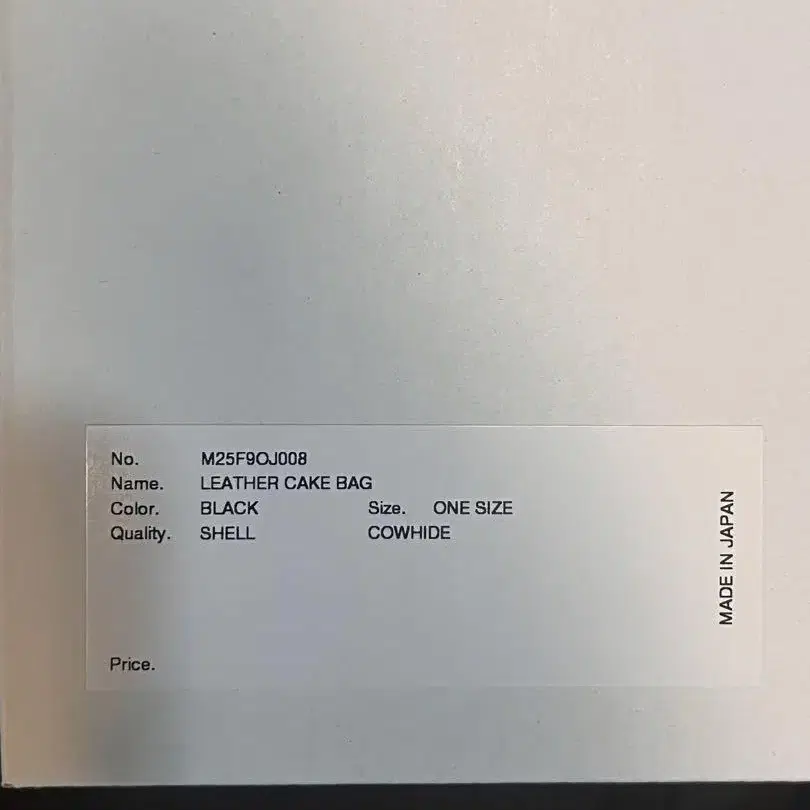 No. M25F9OJ008
Name. LEATHER CAKE BAG
Color. BLACK Size. ONE SIZE
Quality. SHELL COWHIDE
Price.
MADE IN JAPAN